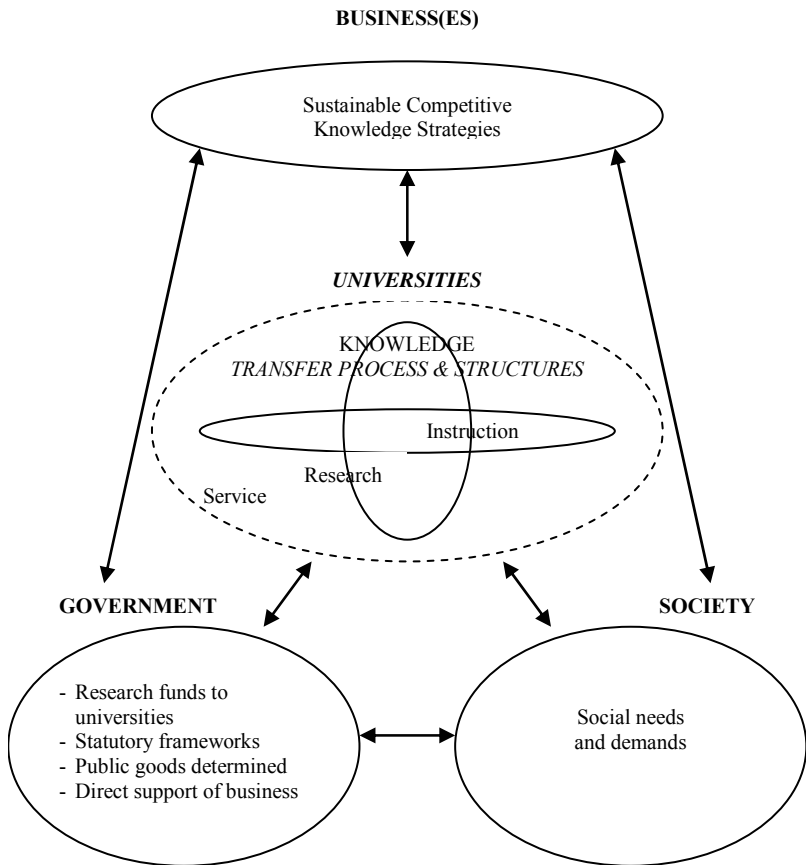 BUSINESS(ES)
Sustainable Competitive
Knowledge Strategies
UNIVERSITIES
KNOWLEDGE
TRANSFER PROCESS & STRUCTURES
Instruction
Research
Service
GOVERNMENT
SOCIETY
- Research funds to
universities
- Statutory frameworks
- Public goods determined
- Direct support of business
Social needs
and demands